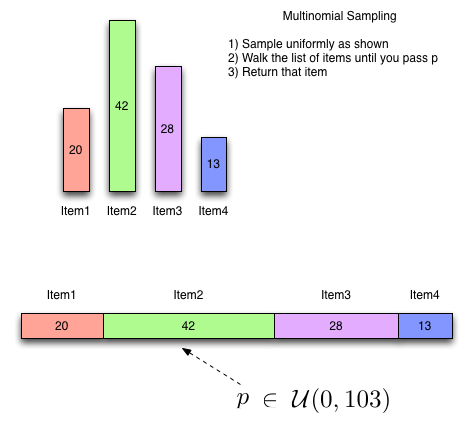 Multinomial Sampling
1) Sample uniformly as shown
2) Walk the list of items until you pass p
3) Return that item
20
42
28
13
Item1 Item2 Item3 Item4
Item1 Item2 Item3 Item4
20 42 28 13
p ∈ U(0, 103)